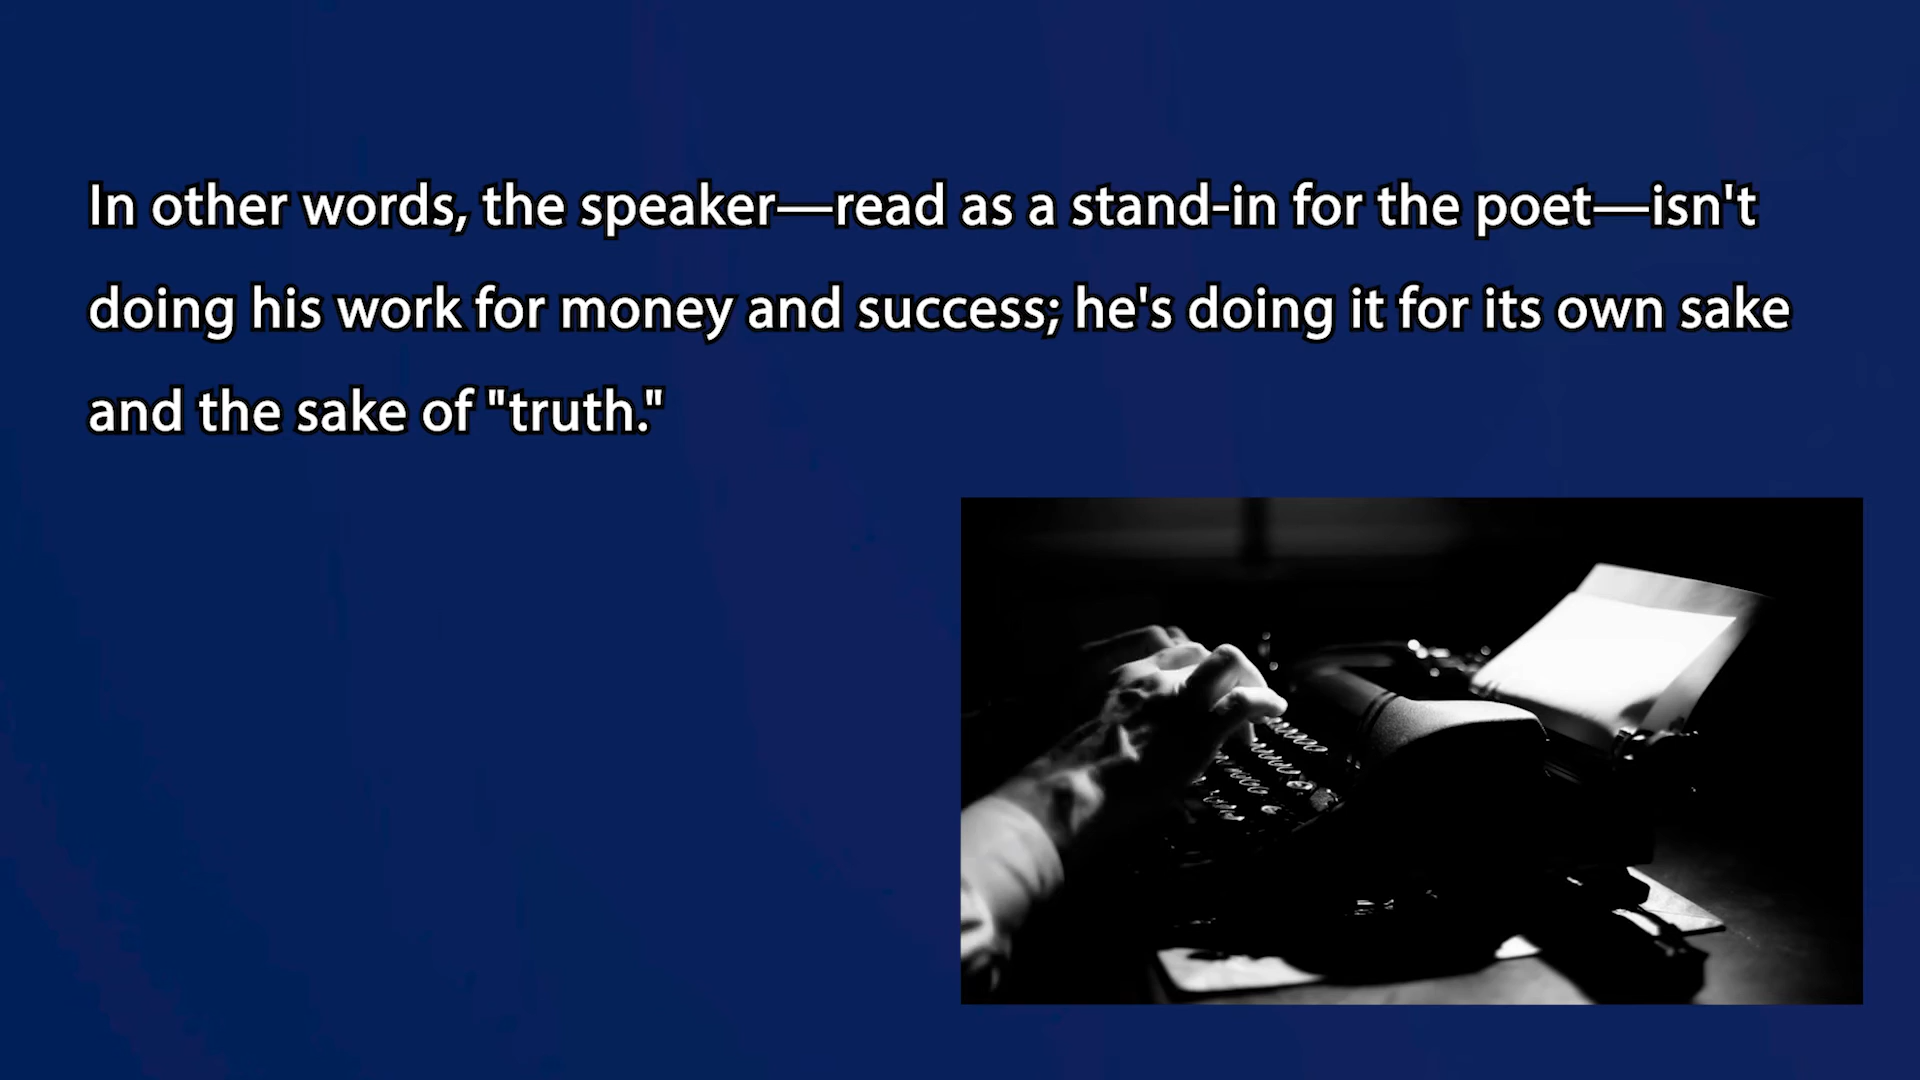 In other words, the speaker—read as a stand-in for the poet—isn't
doing his work for money and success; he's doing it for its own sake
and the sake of "truth."